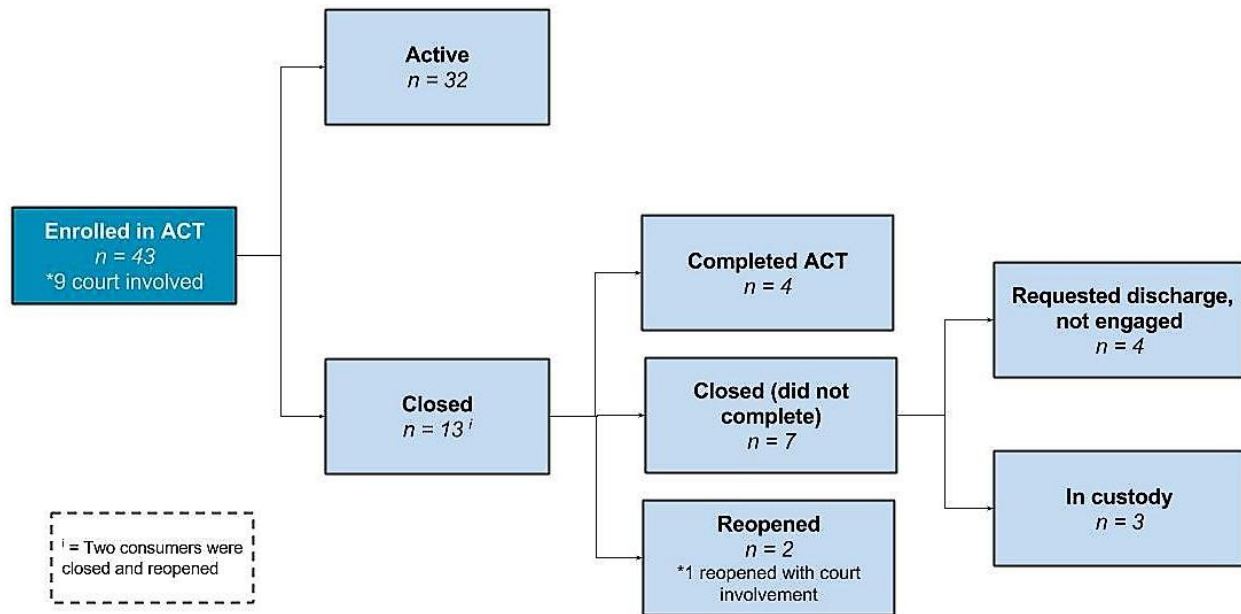 Active
n = 32
Enrolled in ACT
n = 43
*9 court involved
Closed
n = 13 i
Completed ACT
n = 4
Closed (did not
complete)
n = 7
Reopened
n = 2
*1 reopened with court
involvement
Requested discharge,
not engaged
n = 4
In custody
n = 3
i = Two consumers were
closed and reopened